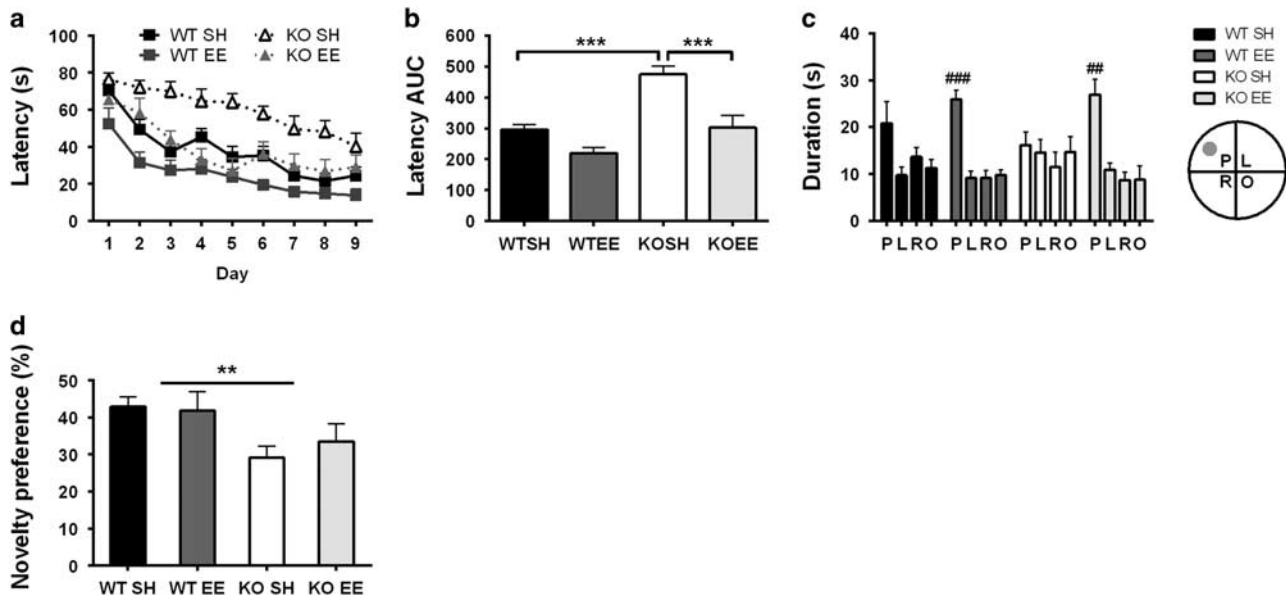 a
WT SH
KO SH
WT EE
KO EE
Latency (s)
100
80
60
40
20
0
1 2 3 4 5 6 7 8 9
Day
b
Latency AUC
600
500
400
300
200
100
0
*** ***
WTSH WTEE KOSH KOEE
c
Duration (s)
40
30
20
10
0
###
##
P L R O P L R O P L R O P L R O
WT SH
WT EE
KO SH
KO EE
P L
R O
d
Novelty preference (%)
50
40
30
20
10
0
**
WT SH WT EE KO SH KO EE